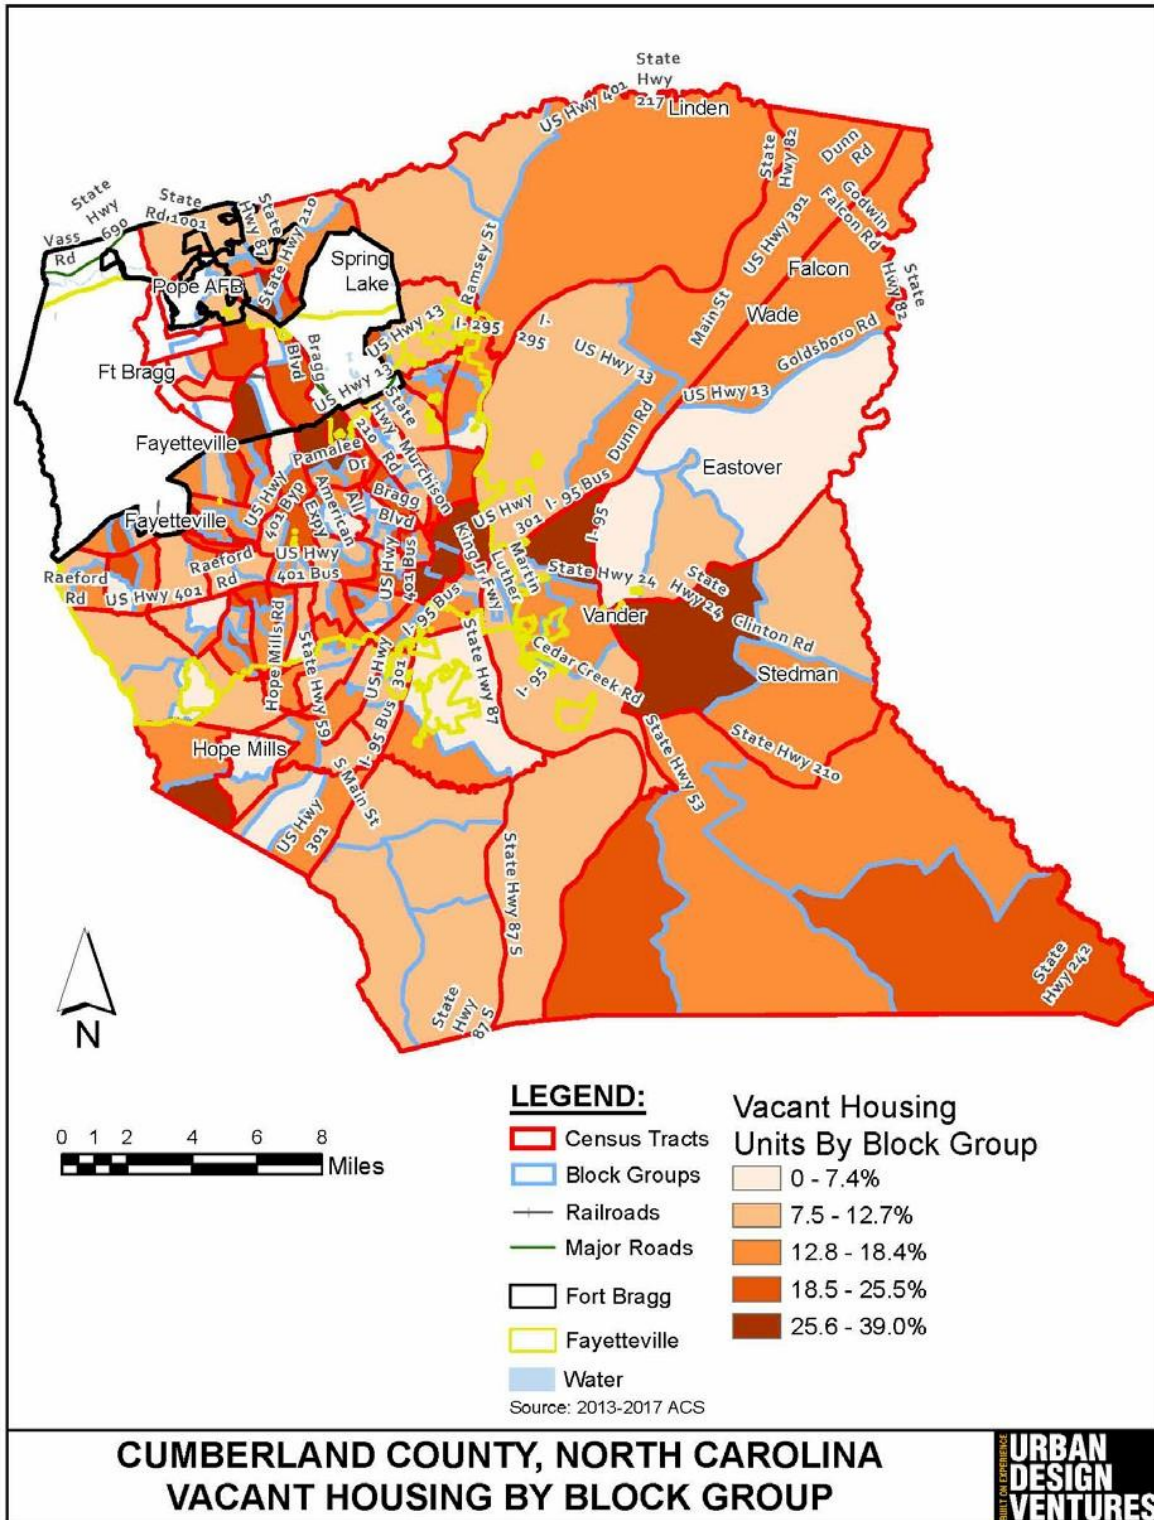 State
Hwy
217
Linden
US Hwy 401
State
Hwy 82
Dunn
Rd
State
Hwy
690
Vass
Rd
State
Rd 1001
State
Hwy 87
State Hwy 210
Godwin
Falcon Rd
US Hwy 301
Spring
Lake
Ramsey St
Falcon
State
Hwy 82
Pope AFB
Main St
Wade
I- 295
I-
295
US Hwy 13
Goldsboro Rd
Bragg
Blvd
US Hwy 13
US Hwy 13
Ft Bragg
US Hwy 13
State
Hwy
210
Murchison
Rd
Dunn Rd
Fayetteville
Pamalee
Dr
Eastover
US Hwy
401 Byp
American
Expy
All
Bragg
Blvd
I- 95 Bus
US Hwy
301
I-95
Fayetteville
Raeford
Rd
US Hwy
401 Bus
US Hwy
401 Bus
Martin
Luther
King Jr Fwy
State Hwy 24
State
Hwy 24
Raeford
Rd
US Hwy 401
Vander
Clinton Rd
I- 95 Bus
Hope Mills Rd
State Hwy 59
US Hwy
301
State Hwy 87
Cedar Creek Rd
I- 95
Stedman
Hope Mills
I- 95 Bus
State Hwy 53
State Hwy 210
S Main St
US Hwy
301
State Hwy 87 S
State
Hwy
87 S
State
Hwy 242
N
0 1 2 4 6 8
Miles
LEGEND:
Census Tracts
Block Groups
Railroads
Major Roads
Fort Bragg
Fayetteville
Water
Source: 2013-2017 ACS
Vacant Housing
Units By Block Group
0 - 7.4%
7.5 - 12.7%
12.8 - 18.4%
18.5 - 25.5%
25.6 - 39.0%
CUMBERLAND COUNTY, NORTH CAROLINA
VACANT HOUSING BY BLOCK GROUP
BUILT ON EXPERIENCE
URBAN
DESIGN
VENTURES